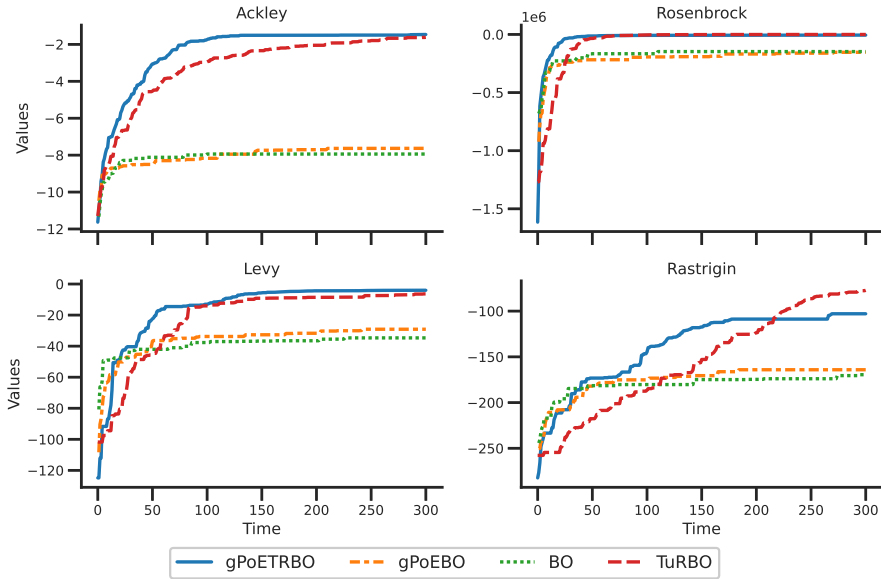 Ackley
Rosenbrock
1e6
−2
−4
−6
−8
−10
−12
Values
0.0
−0.5
−1.0
−1.5
Levy
Rastrigin
0
−20
−40
−60
−80
−100
−120
Values
−100
−150
−200
−250
0 50 100 150 200 250 300
0 50 100 150 200 250 300
Time
Time
gPoETRBO gPoEBO BO TuRBO